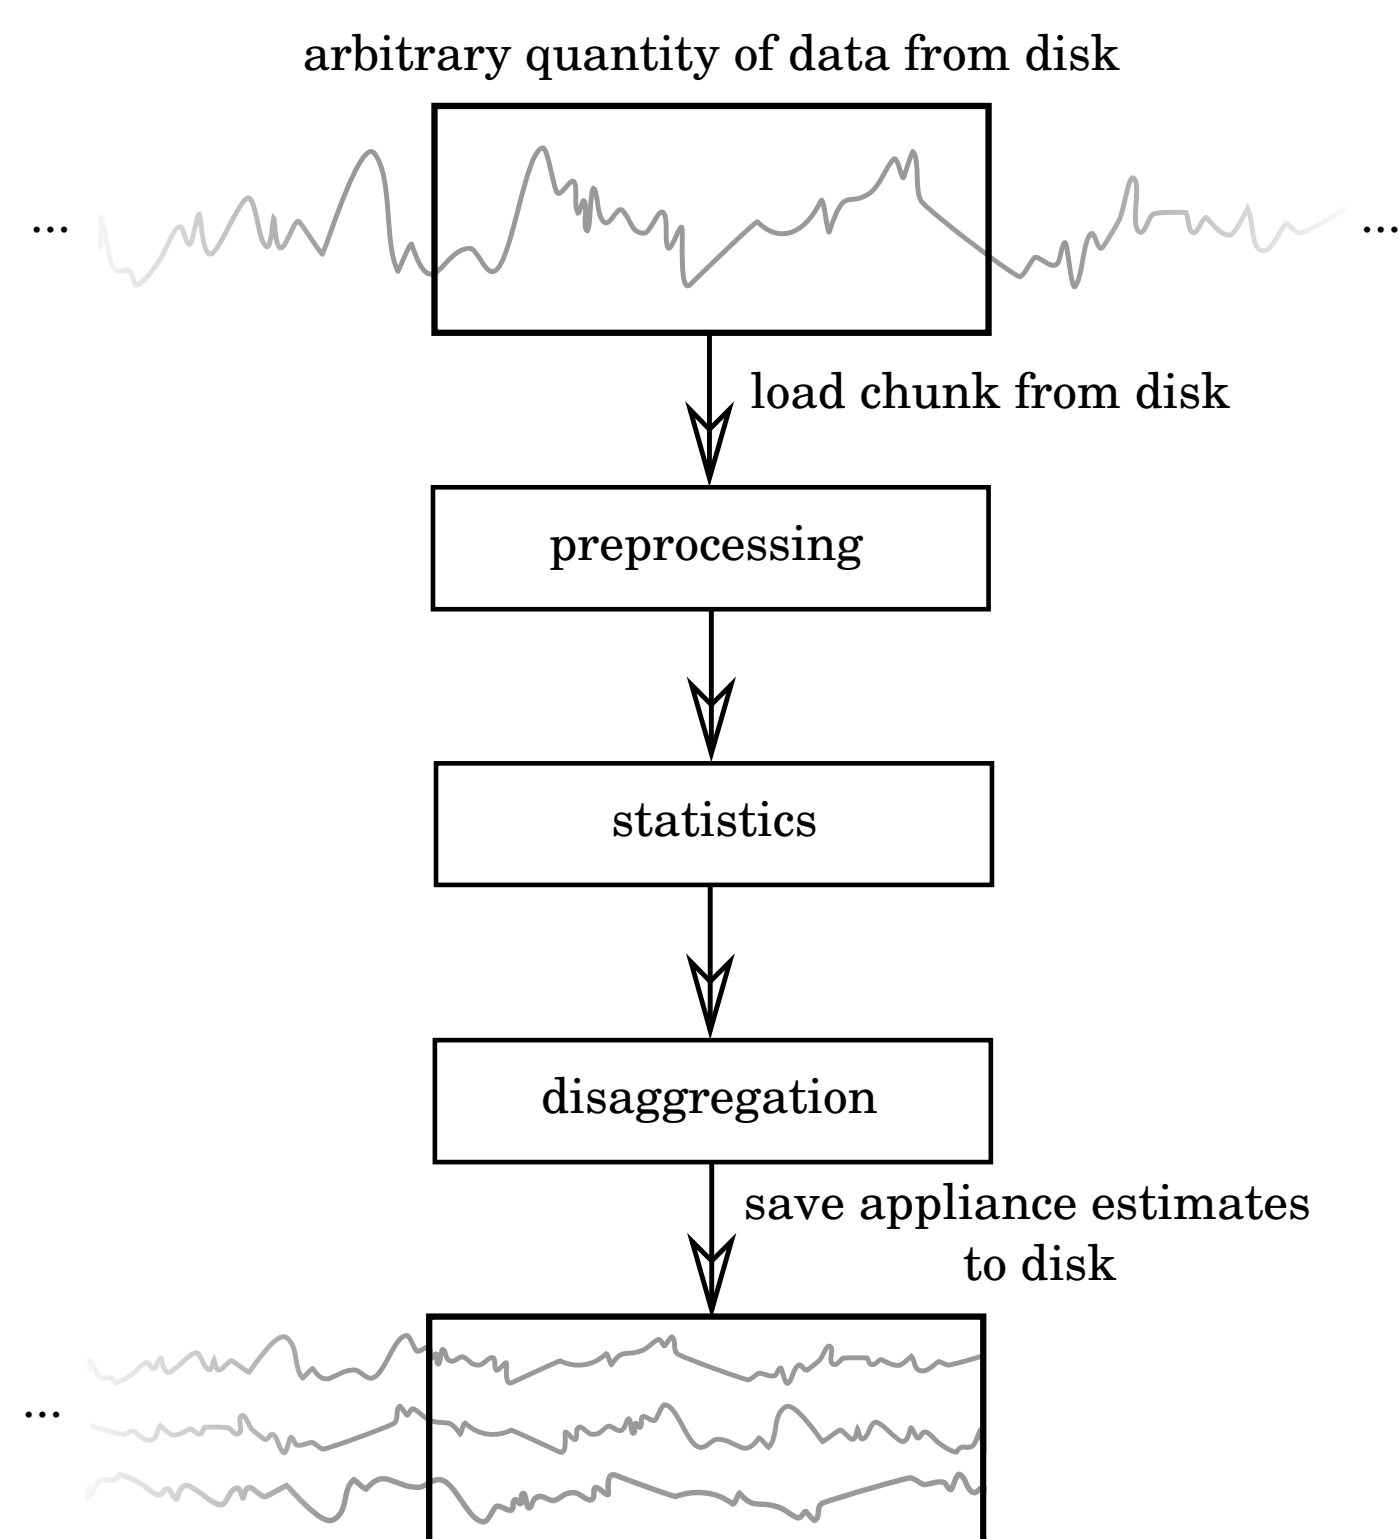 arbitrary quantity of data from disk
... ...
load chunk from disk
preprocessing
statistics
disaggregation
save appliance estimates
to disk
...